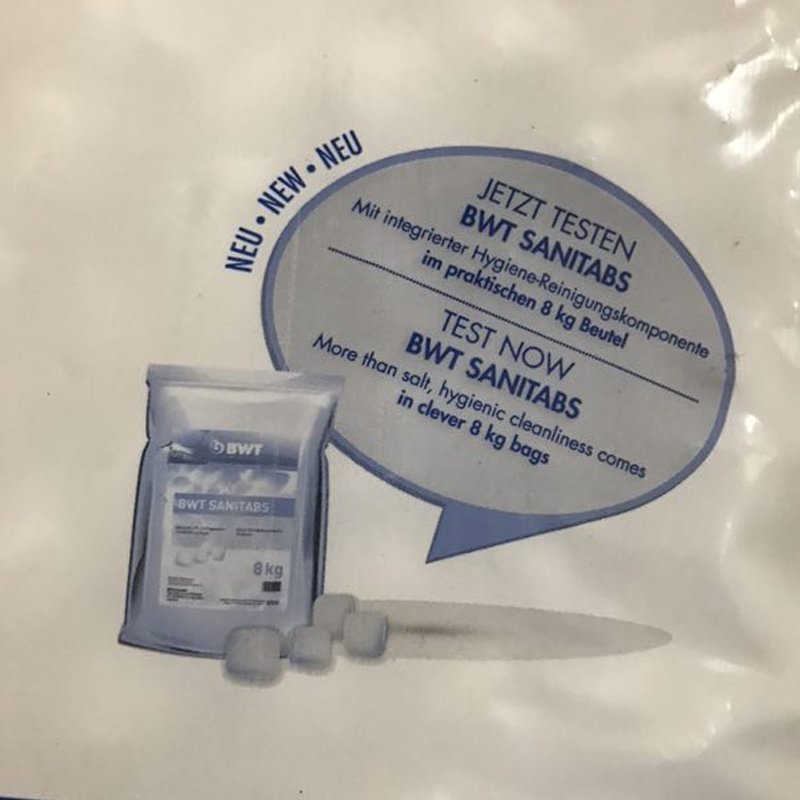 NEU • NEW • NEU
JETZT TESTEN
BWT SANITABS
Mit integrierter Hygiene-Reinigungskomponente
im praktischen 8 kg Beutel
TEST NOW
BWT SANITABS
More than salt, hygienic cleanliness comes
in clever 8 kg bags
BWT
BWT SANITABS
8 kg